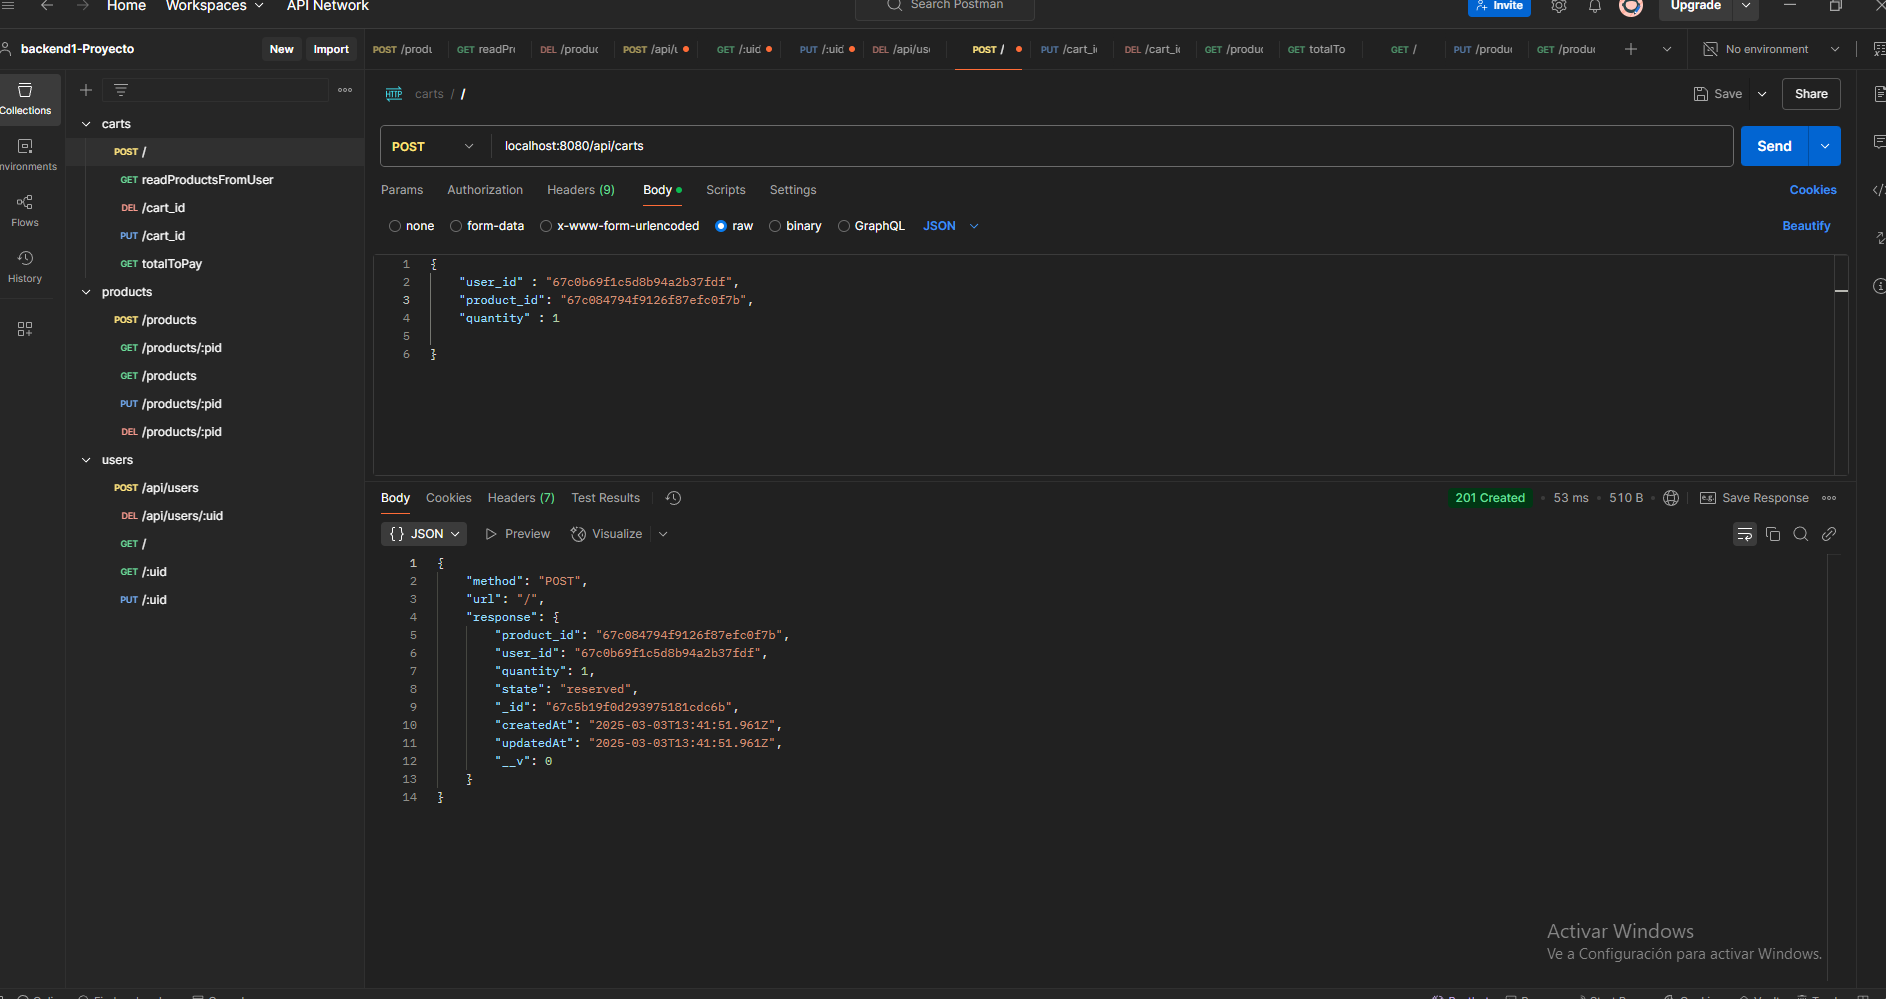 Home Workspaces API Network Search Postman Invite Upgrade
backend1-Proyecto New Import POST /produ GET readPr DEL /produc POST /api/u GET /:uid PUT /:uid DEL /api/us POST / PUT /cart_i DEL /cart_i GET /produ GET totalTo GET / PUT /produ GET /produ No environment
Collections
nvironments
Flows
History
carts
POST /
GET readProductsFromUser
DEL /cart_id
PUT /cart_id
GET totalToPay
products
POST /products
GET /products/:pid
GET /products
PUT /products/:pid
DEL /products/:pid
users
POST /api/users
DEL /api/users/:uid
GET /
GET /:uid
PUT /:uid
HTTP carts / / Save Share
POST localhost:8080/api/carts Send
Params Authorization Headers (9) Body Scripts Settings Cookies
none form-data x-www-form-urlencoded raw binary GraphQL JSON Beautify
1 {
2 "user_id" : "67c0b69f1c5d8b94a2b37fdf",
3 "product_id": "67c084794f9126f87efc0f7b",
4 "quantity" : 1
5
6 }
Body Cookies Headers (7) Test Results 201 Created 53 ms 510 B e.g. Save Response
{} JSON Preview Visualize
1 {
2 "method": "POST",
3 "url": "/",
4 "response": {
5 "product_id": "67c084794f9126f87efc0f7b",
6 "user_id": "67c0b69f1c5d8b94a2b37fdf",
7 "quantity": 1,
8 "state": "reserved",
9 "_id": "67c5b19f0d293975181cdc6b",
10 "createdAt": "2025-03-03T13:41:51.961Z",
11 "updatedAt": "2025-03-03T13:41:51.961Z",
12 "__v": 0
13 }
14 }
Activar Windows
Ve a Configuración para activar Windows.